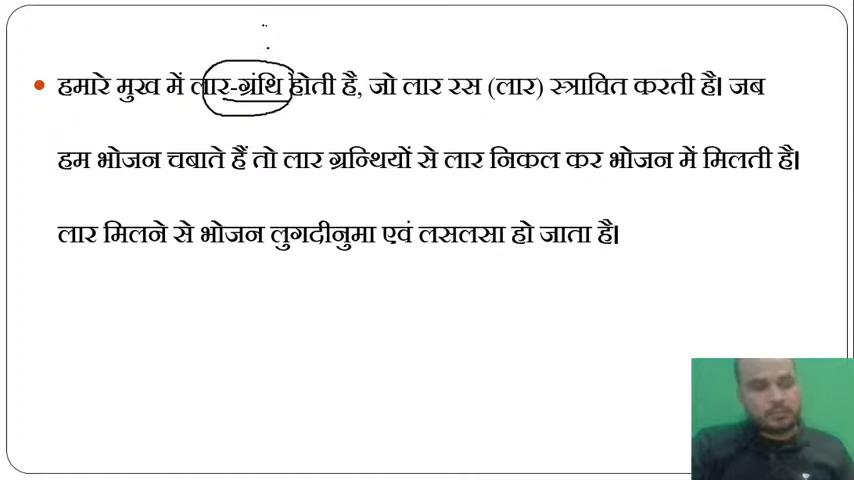 हमारे मुख में लार-ग्रंथि होती है, जो लार रस (लार) स्त्रावित करती है। जब
हम भोजन चबाते हैं तो लार ग्रन्थियों से लार निकल कर भोजन में मिलती है।
लार मिलने से भोजन लुगदीनुमा एवं लसलसा हो जाता है।